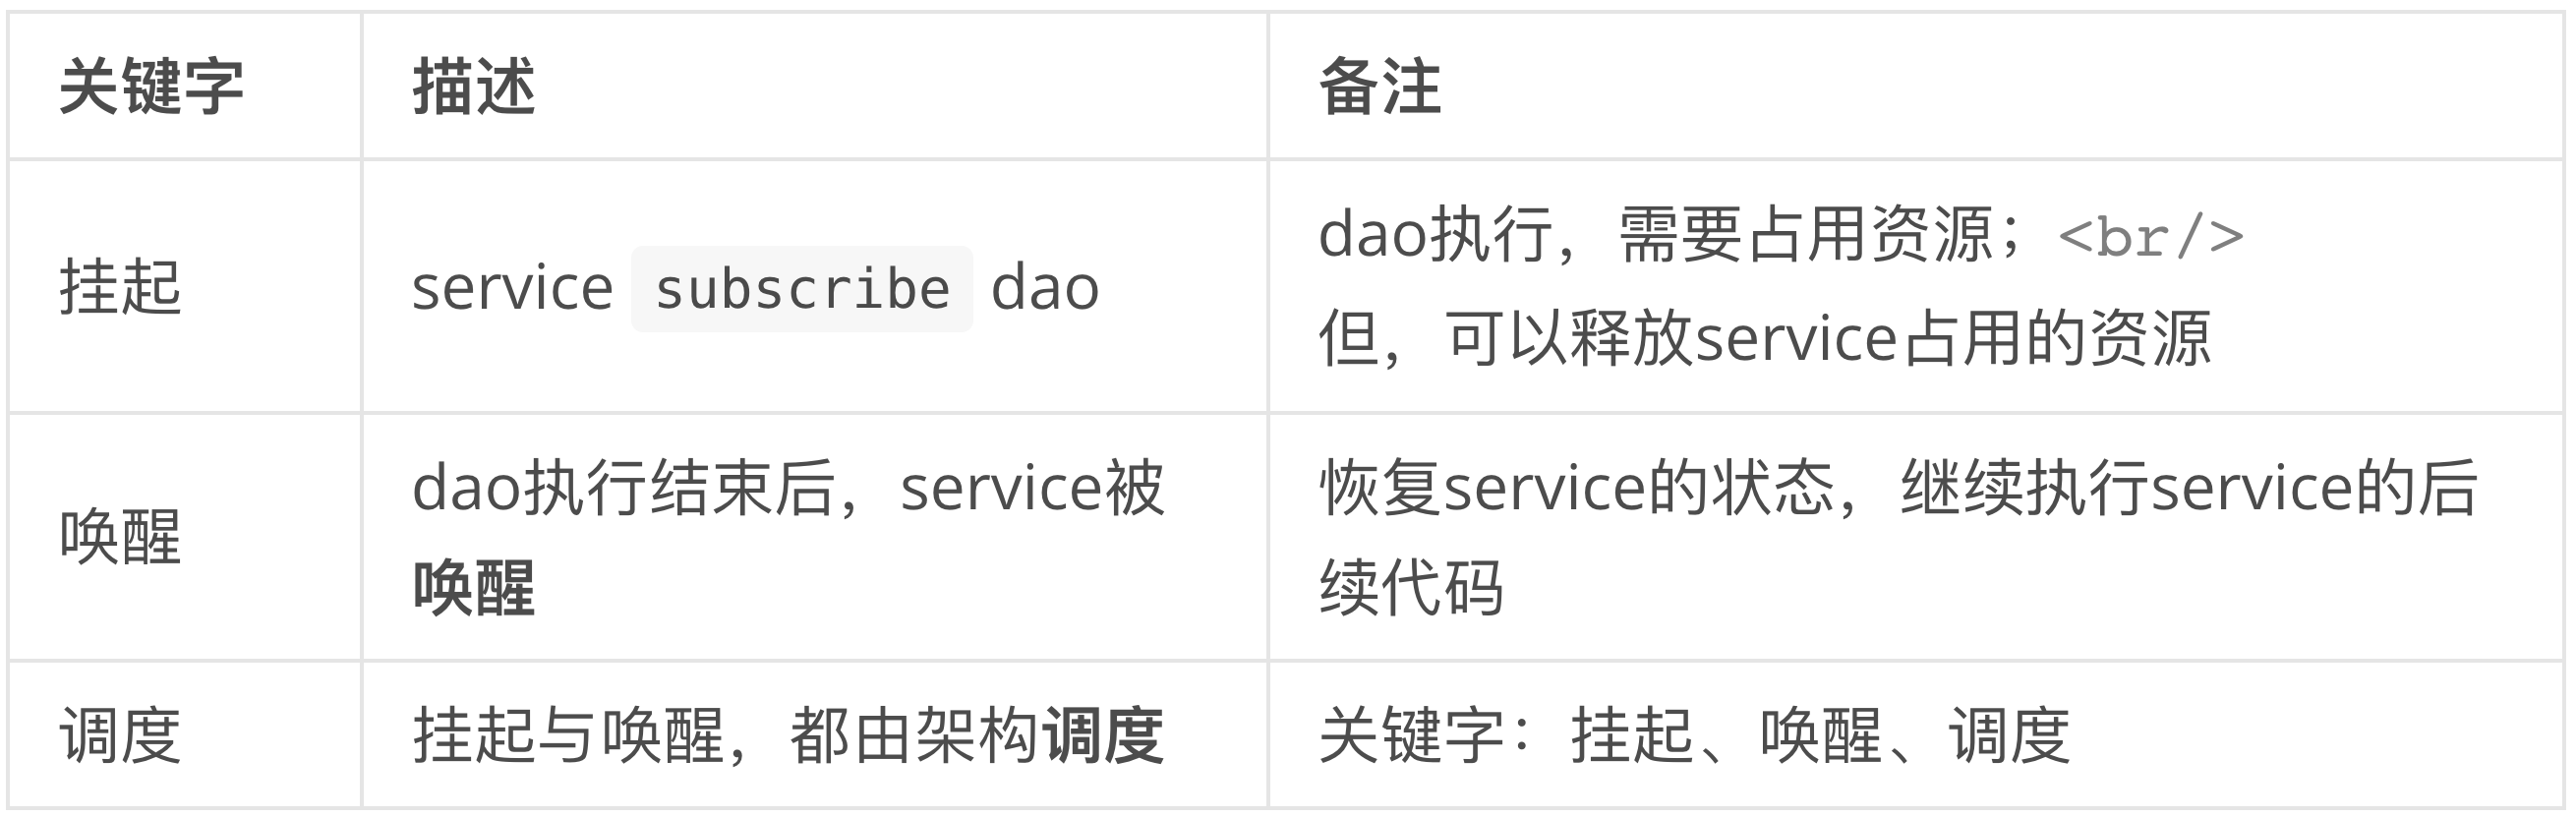 关键字
描述
备注
挂起
service subscribe dao
dao执行，需要占用资源；<br/>
但，可以释放service占用的资源
唤醒
dao执行结束后，service被
唤醒
恢复service的状态，继续执行service的后
续代码
调度
挂起与唤醒，都由架构调度
关键字：挂起、唤醒、调度